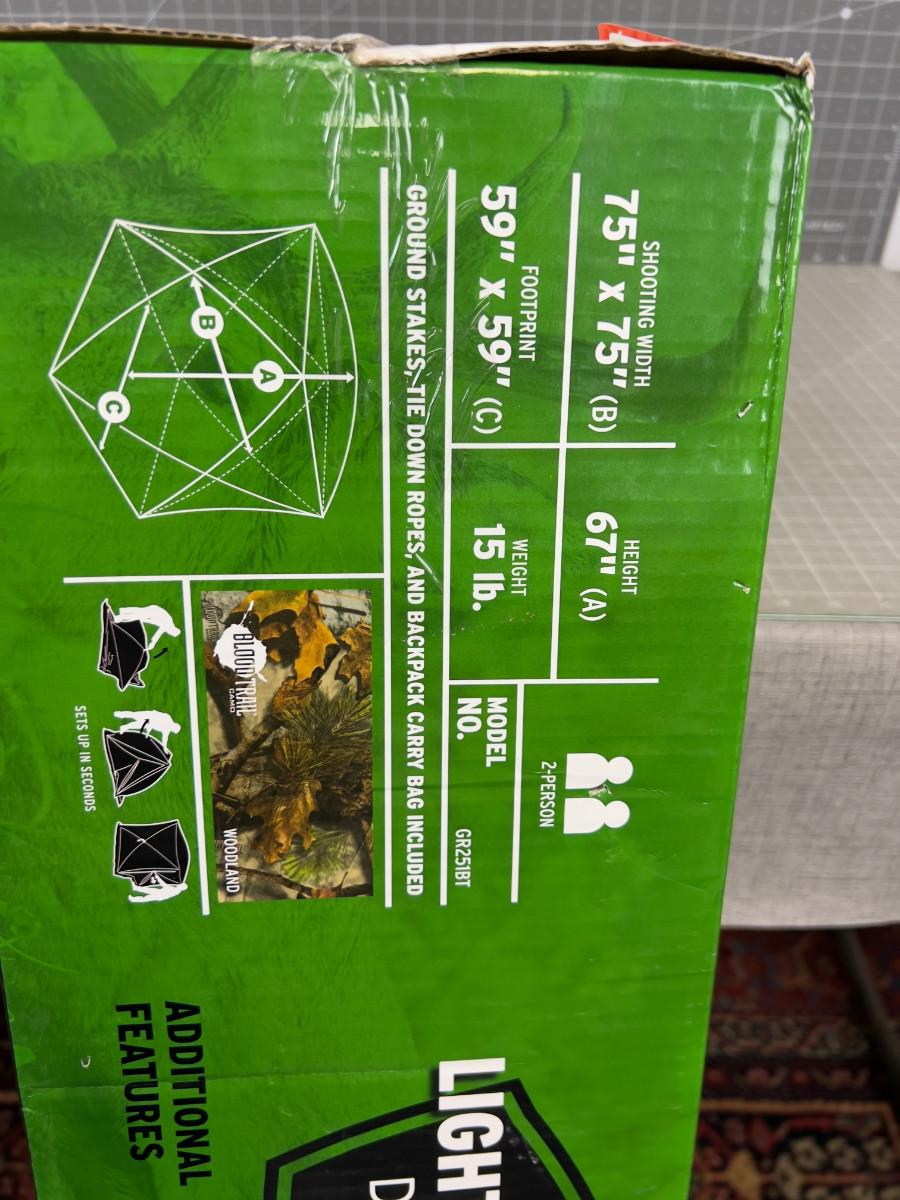 SHOOTING WIDTH
75" x 75" (B)
HEIGHT
67" (A)
2-PERSON
FOOTPRINT
59" x 59" (C)
WEIGHT
15 lb.
MODEL
NO.
GR251BT
GROUND STAKES, TIE DOWN ROPES, AND BACKPACK CARRY BAG INCLUDED
A
B
C
BLOODTRAIL
CAMO
WOODLAND
SETS UP IN SECONDS
LIGHT
D
ADDITIONAL
FEATURES